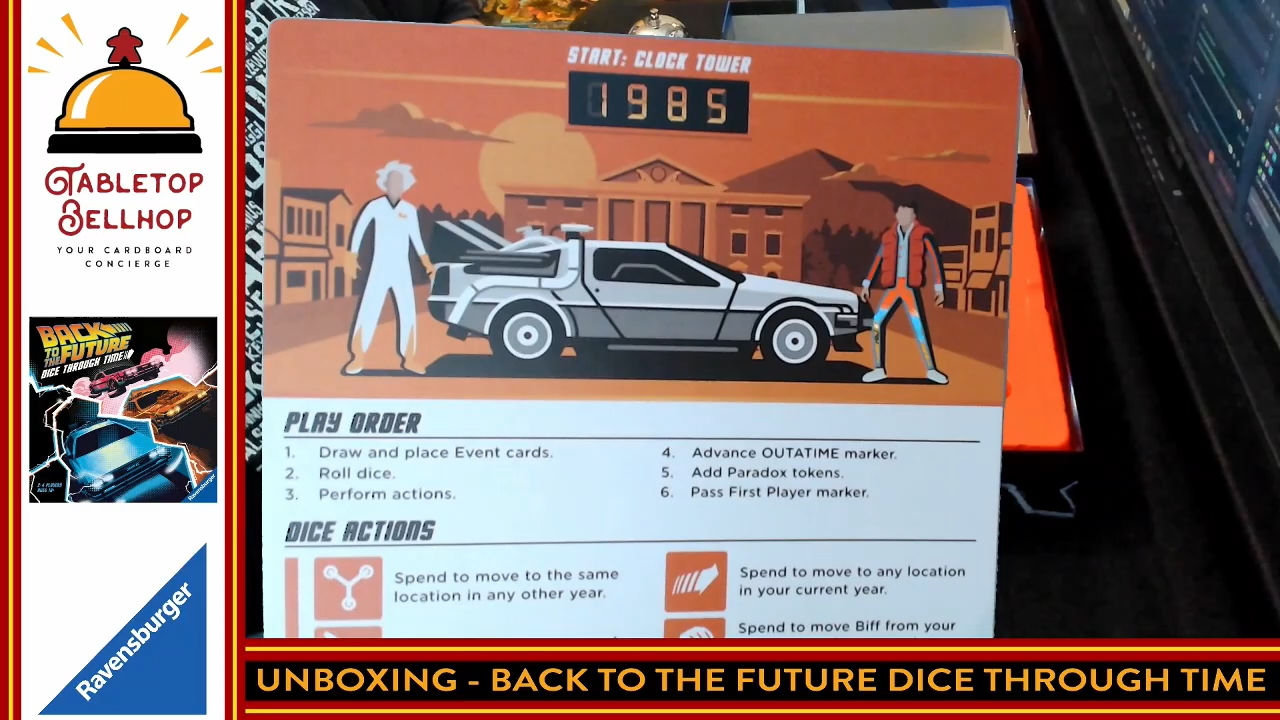 TABLETOP
BELLHOP
YOUR CARDBOARD
CONCIERGE
BACK
TO THE FUTURE
DICE THROUGH TIME
Ravensburger
Ravensburger
START: CLOCK TOWER
1985
PLAY ORDER
1. Draw and place Event cards.
2. Roll dice.
3. Perform actions.
4. Advance OUTATIME marker.
5. Add Paradox tokens.
6. Pass First Player marker.
DICE ACTIONS
Spend to move to the same
location in any other year.
Spend to move to any location
in your current year.
Spend to move Biff from your
UNBOXING - BACK TO THE FUTURE DICE THROUGH TIME